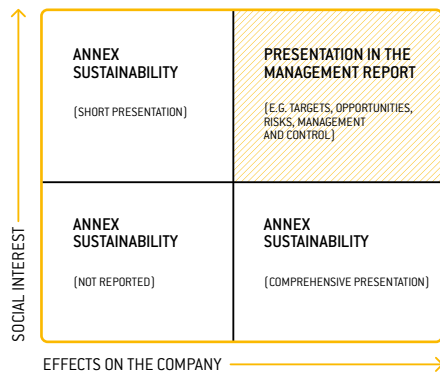 ANNEX
SUSTAINABILITY
(SHORT PRESENTATION)
PRESENTATION IN THE
MANAGEMENT REPORT
(E.G. TARGETS, OPPORTUNITIES,
RISKS, MANAGEMENT
AND CONTROL)
ANNEX
SUSTAINABILITY
(NOT REPORTED)
ANNEX
SUSTAINABILITY
(COMPREHENSIVE PRESENTATION)
SOCIAL INTEREST
EFFECTS ON THE COMPANY